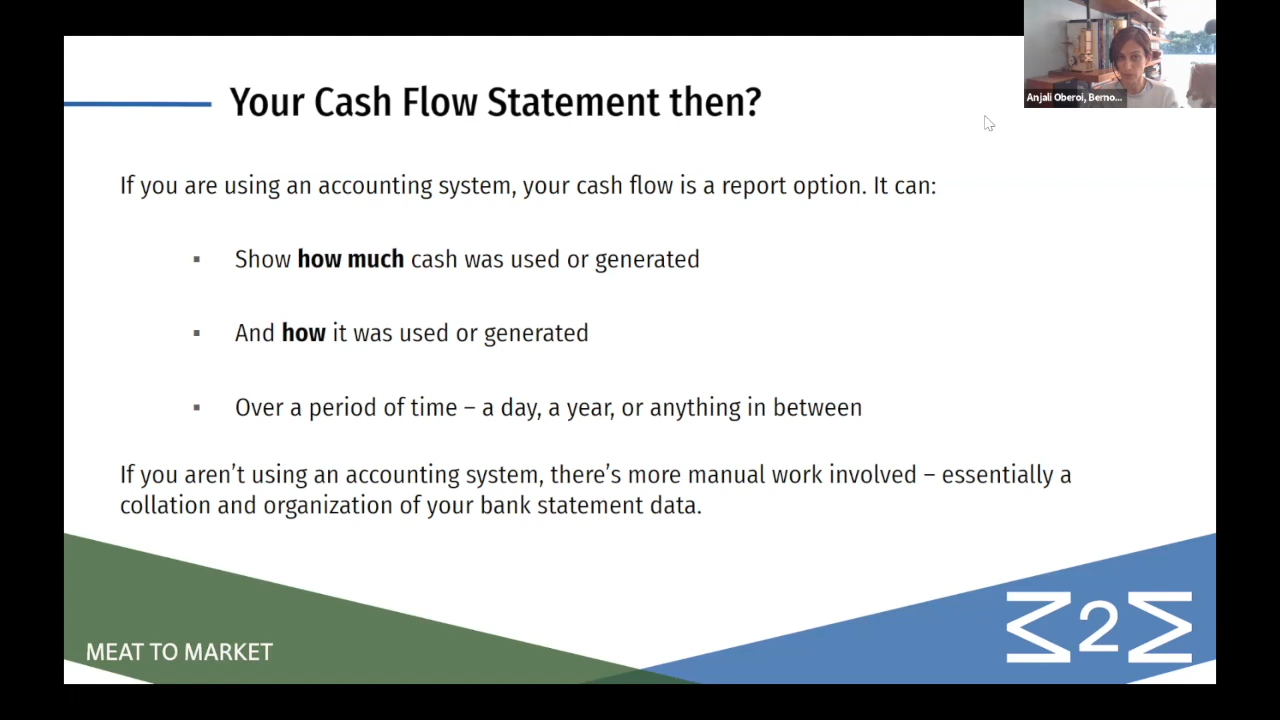 Your Cash Flow Statement then?
Anjali Oberoi, Berno...
If you are using an accounting system, your cash flow is a report option. It can:
▪ Show how much cash was used or generated
▪ And how it was used or generated
▪ Over a period of time – a day, a year, or anything in between
If you aren't using an accounting system, there's more manual work involved – essentially a
collation and organization of your bank statement data.
MEAT TO MARKET
M2M